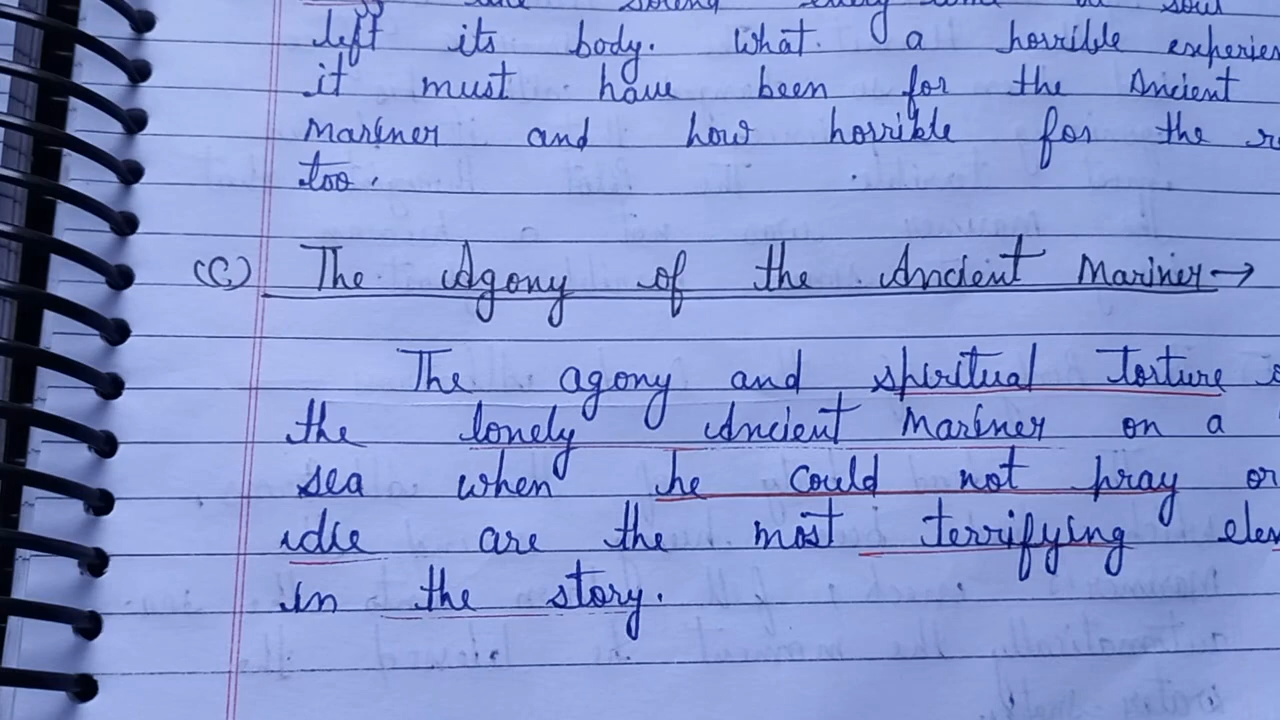 soul
left its body. What a horrible
it must have been for the Ancient
Mariner and how horrible for the
too.
(C) The Agony of the Ancient Mariner →
The agony and spiritual torture
the lonely Ancient Mariner on a
sea when he could not pray or
idle are the most terrifying
in the story.